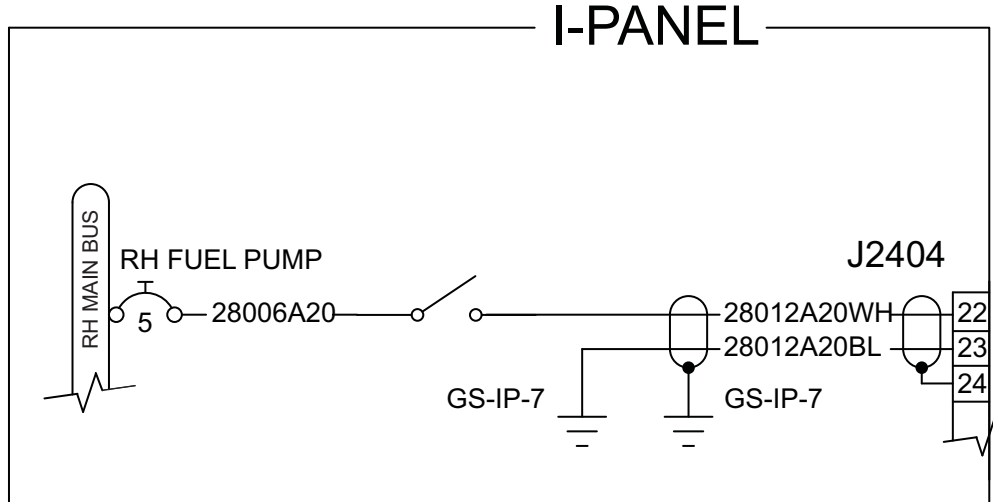 I-PANEL
RH MAIN BUS
RH FUEL PUMP
5
28006A20
J2404
28012A20WH
22
28012A20BL
23
24
GS-IP-7
GS-IP-7